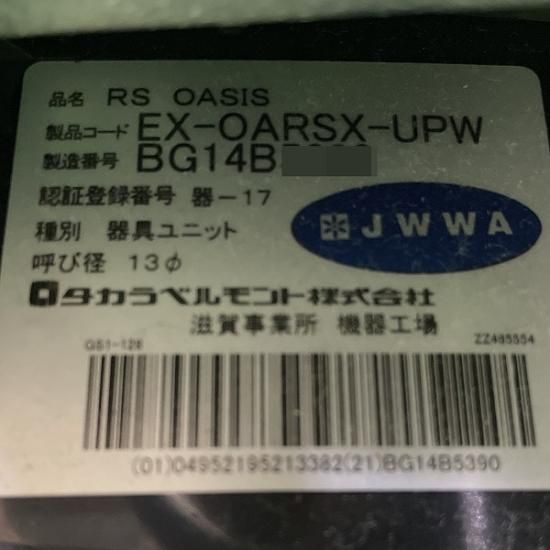 品名 RS OASIS
製品コード EX-OARSX-UPW
製造番号 BG14B
認証登録番号 器-17
種別 器具ユニット
呼び径 13φ
JWWA
タカラベルモント株式会社
滋賀事業所 機器工場
GS1-128 ZZ485554
(01)04952195213382(21)BG14B5390